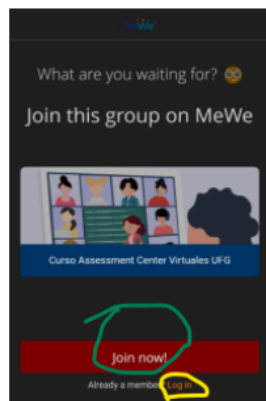 MeWe
What are you waiting for?
Join this group on MeWe
Curso Assessment Center Virtuales UFG
Join now!
Already a member? Log In